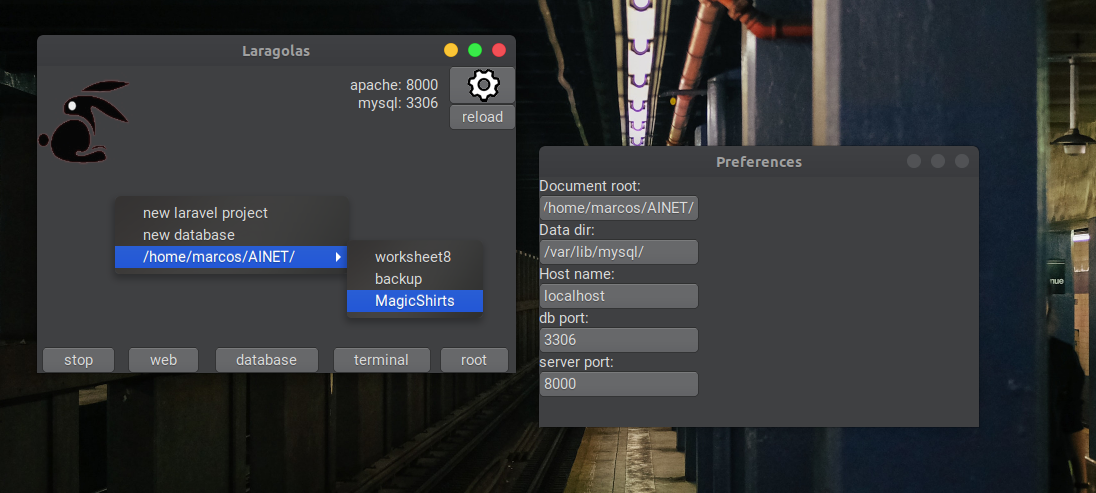 Laragolas
apache: 8000
mysql: 3306
reload
new laravel project
new database
/home/marcos/AINET/
worksheet8
backup
MagicShirts
stop
web
database
terminal
root
Preferences
Document root:
/home/marcos/AINET/
Data dir:
/var/lib/mysql/
Host name:
localhost
db port:
3306
server port:
8000
nue